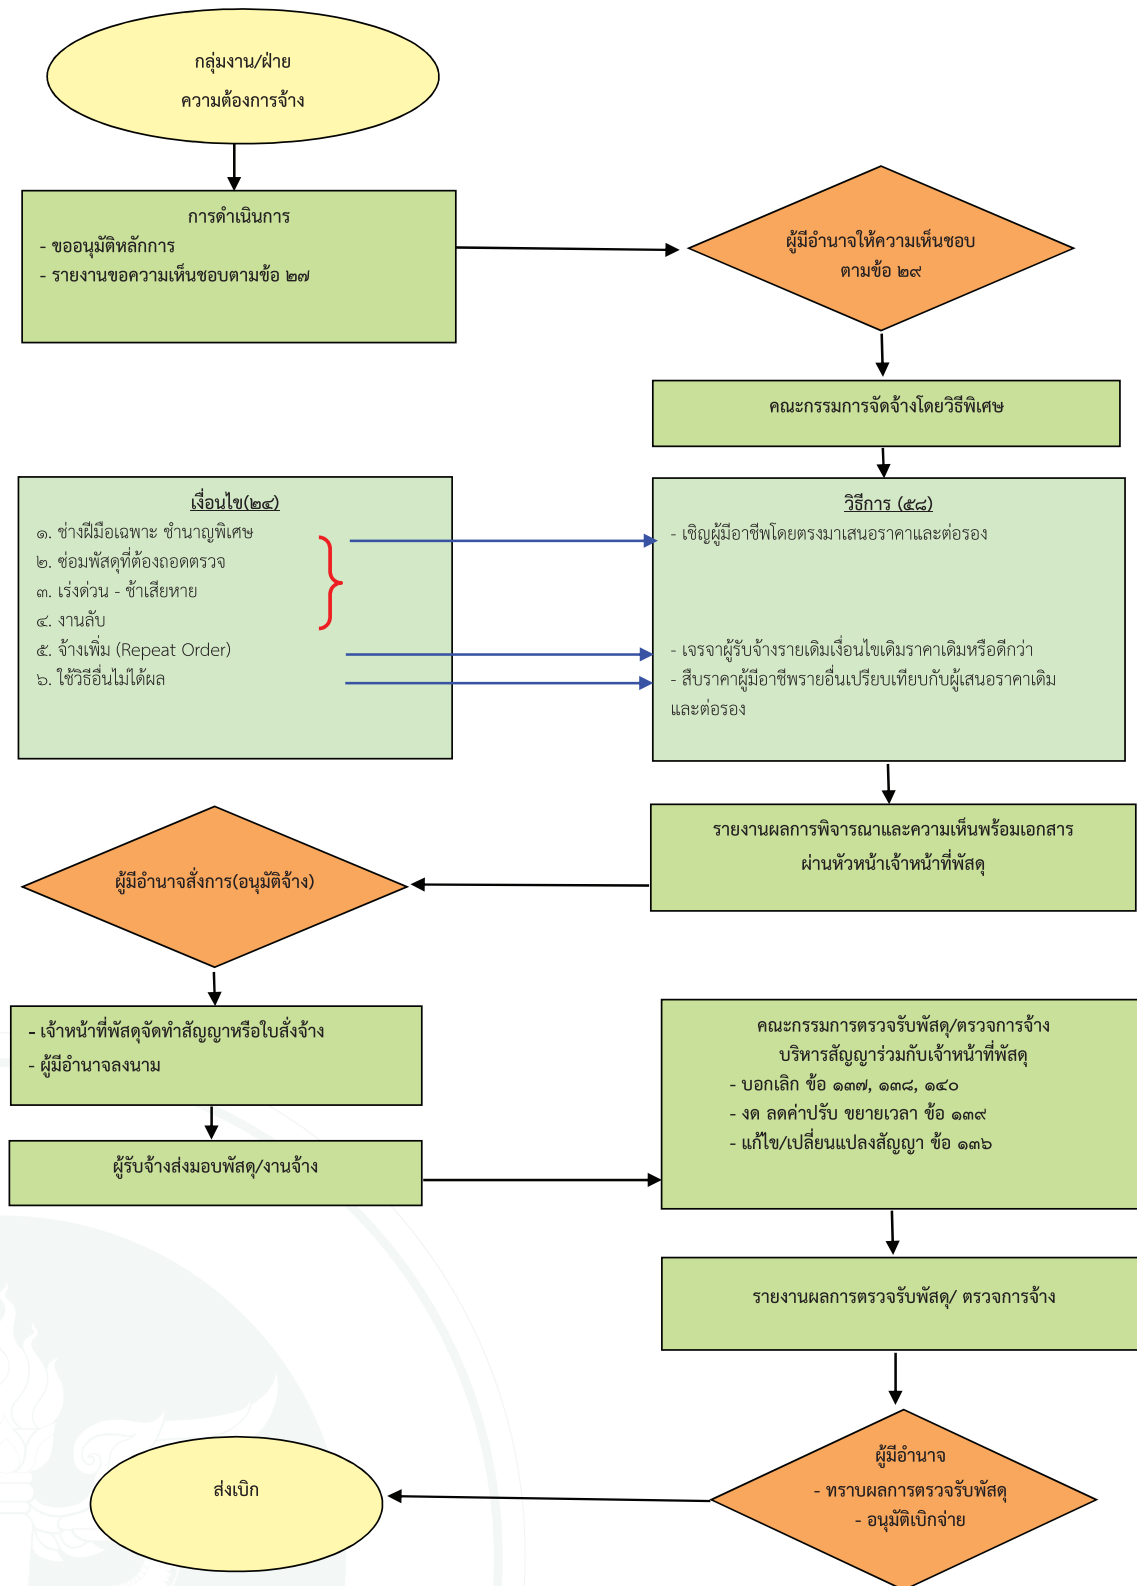 กลุ่มงาน/ฝ่าย
ความต้องการจ้าง
การดำเนินการ
- ขออนุมัติหลักการ
- รายงานขอความเห็นชอบตามข้อ ๒๗
ผู้มีอำนาจให้ความเห็นชอบ
ตามข้อ ๒๙
คณะกรรมการจัดจ้างโดยวิธีพิเศษ
เงื่อนไข(๒๔)
๑. ช่างฝีมือเฉพาะ ชำนาญพิเศษ
๒. ซ่อมพัสดุที่ต้องถอดตรวจ
๓. เร่งด่วน - ช้าเสียหาย
๔. งานลับ
๕. จ้างเพิ่ม (Repeat Order)
๖. ใช้วิธีอื่นไม่ได้ผล
วิธีการ (๕๘)
- เชิญผู้มีอาชีพโดยตรงมาเสนอราคาและต่อรอง
- เจรจาผู้รับจ้างรายเดิมเงื่อนไขเดิมราคาเดิมหรือดีกว่า
- สืบราคาผู้มีอาชีพรายอื่นเปรียบเทียบกับผู้เสนอราคาเดิม
และต่อรอง
รายงานผลการพิจารณาและความเห็นพร้อมเอกสาร
ผ่านหัวหน้าเจ้าหน้าที่พัสดุ
ผู้มีอำนาจสั่งการ(อนุมัติจ้าง)
- เจ้าหน้าที่พัสดุจัดทำสัญญาหรือใบสั่งจ้าง
- ผู้มีอำนาจลงนาม
ผู้รับจ้างส่งมอบพัสดุ/งานจ้าง
คณะกรรมการตรวจรับพัสดุ/ตรวจการจ้าง
บริหารสัญญาร่วมกับเจ้าหน้าที่พัสดุ
- บอกเลิก ข้อ ๑๓๗, ๑๓๘, ๑๔๐
- งด ลดค่าปรับ ขยายเวลา ข้อ ๑๓๙
- แก้ไข/เปลี่ยนแปลงสัญญา ข้อ ๑๓๖
รายงานผลการตรวจรับพัสดุ/ ตรวจการจ้าง
ผู้มีอำนาจ
- ทราบผลการตรวจรับพัสดุ
- อนุมัติเบิกจ่าย
ส่งเบิก